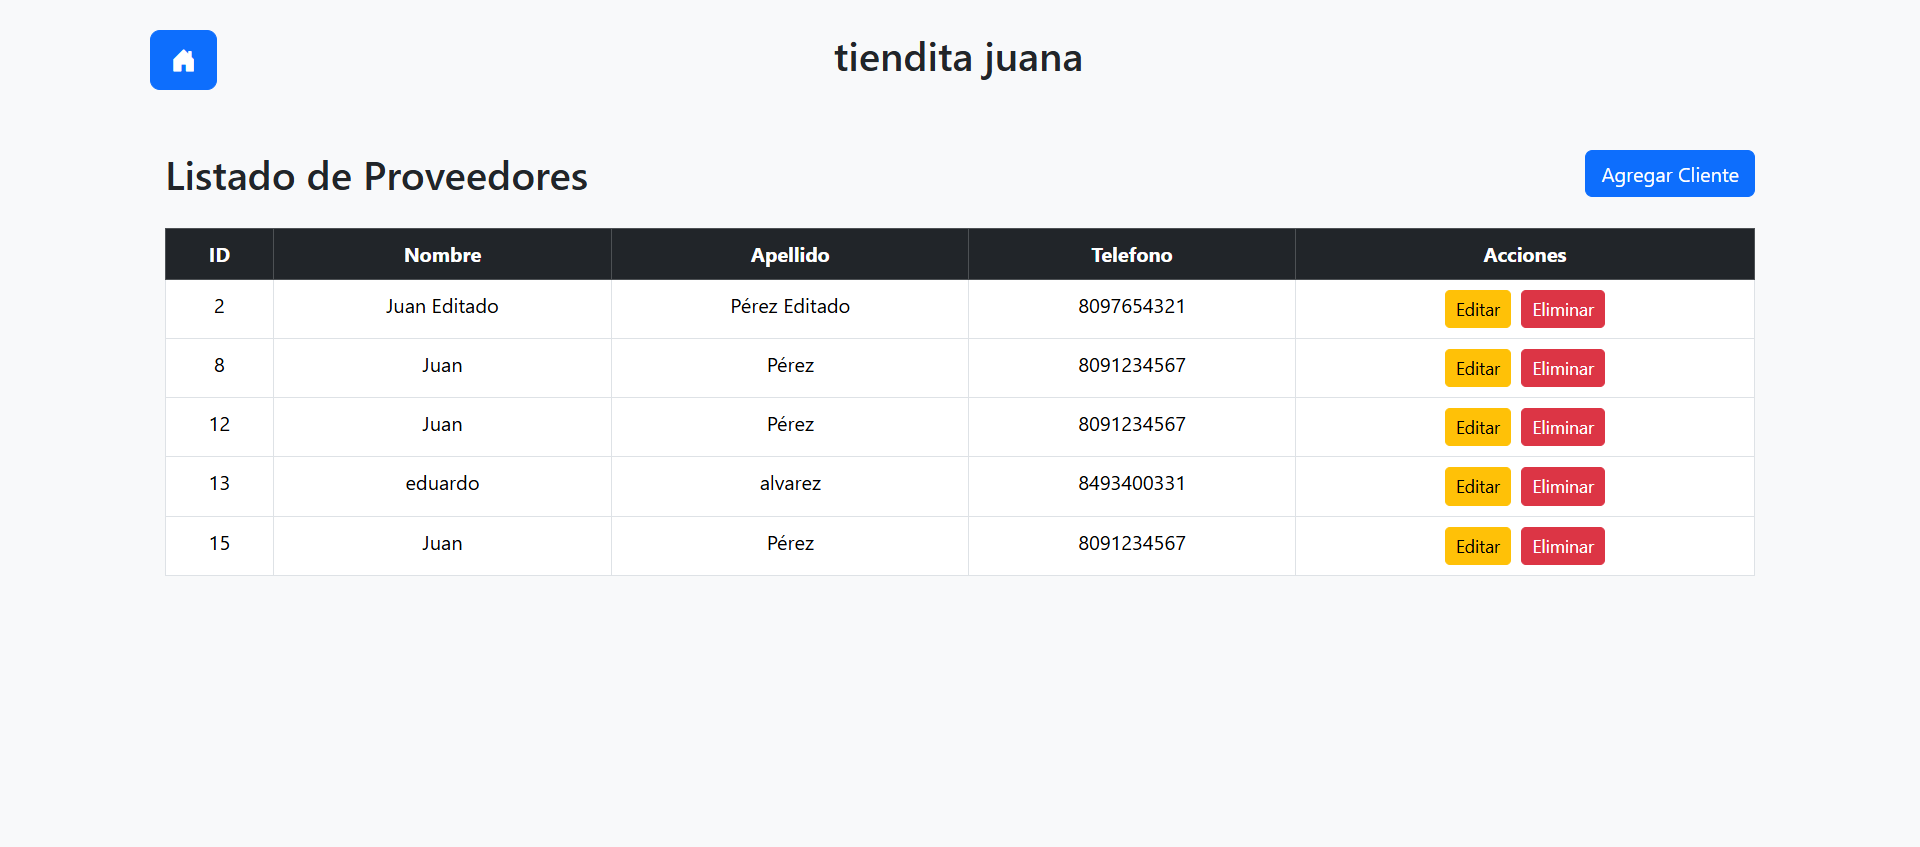 tiendita juana
Listado de Proveedores
Agregar Cliente
ID Nombre Apellido Telefono Acciones
2 Juan Editado Pérez Editado 8097654321 Editar Eliminar
8 Juan Pérez 8091234567 Editar Eliminar
12 Juan Pérez 8091234567 Editar Eliminar
13 eduardo alvarez 8493400331 Editar Eliminar
15 Juan Pérez 8091234567 Editar Eliminar